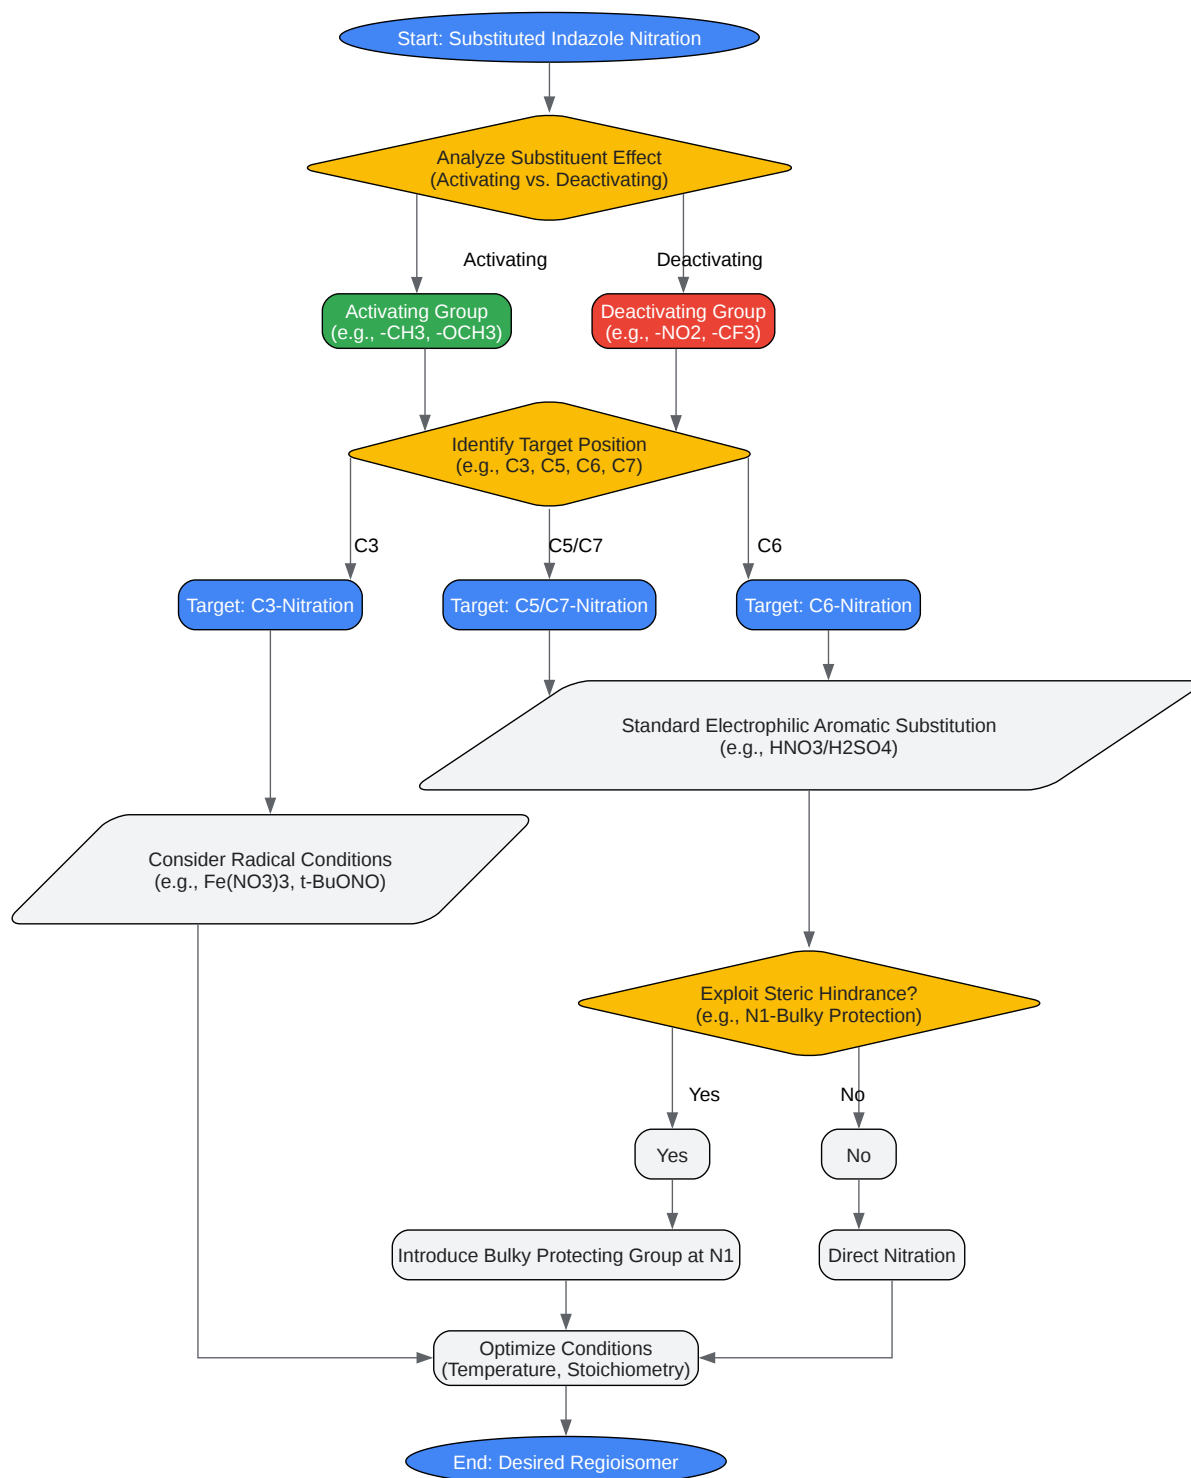 Start: Substituted Indazole Nitration
Analyze Substituent Effect
(Activating vs. Deactivating)
Activating
Deactivating
Activating Group
(e.g., -CH3, -OCH3)
Deactivating Group
(e.g., -NO2, -CF3)
Identify Target Position
(e.g., C3, C5, C6, C7)
C3
C5/C7
C6
Target: C3-Nitration
Target: C5/C7-Nitration
Target: C6-Nitration
Standard Electrophilic Aromatic Substitution
(e.g., HNO3/H2SO4)
Consider Radical Conditions
(e.g., Fe(NO3)3, t-BuONO)
Exploit Steric Hindrance?
(e.g., N1-Bulky Protection)
Yes
No
Yes
No
Introduce Bulky Protecting Group at N1
Direct Nitration
Optimize Conditions
(Temperature, Stoichiometry)
End: Desired Regioisomer